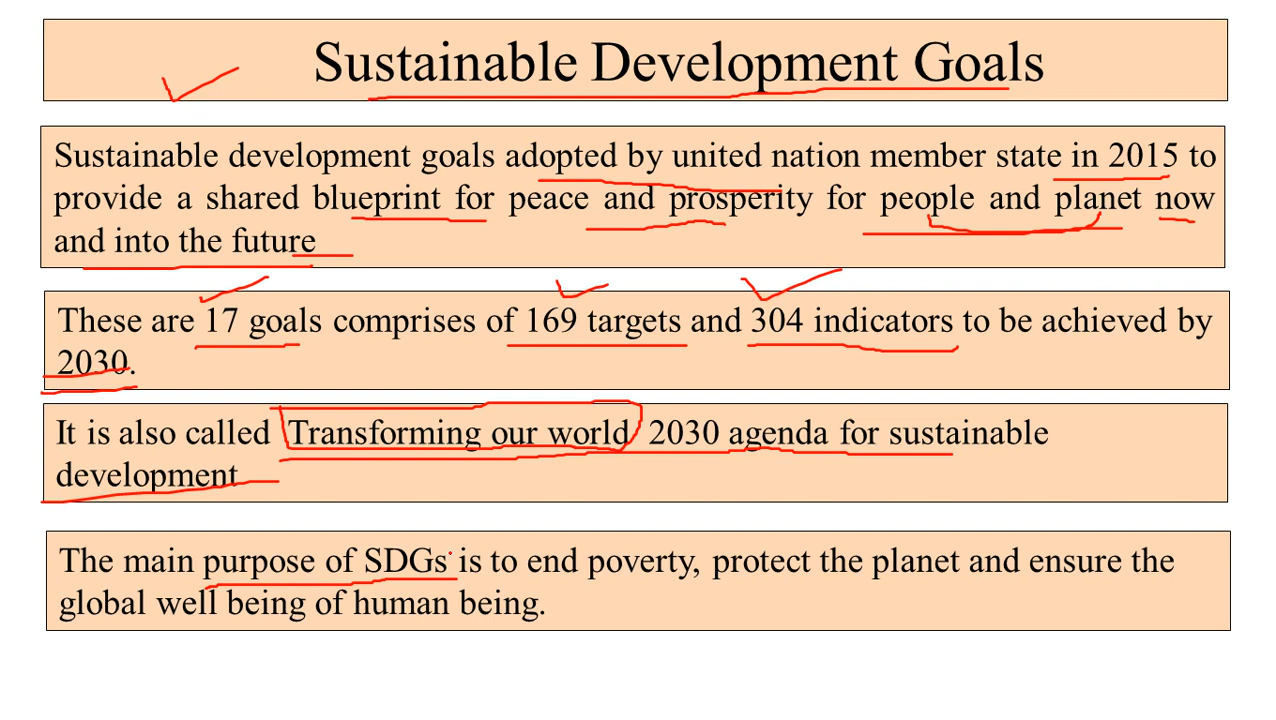 Sustainable Development Goals
Sustainable development goals adopted by united nation member state in 2015 to
provide a shared blueprint for peace and prosperity for people and planet now
and into the future
These are 17 goals comprises of 169 targets and 304 indicators to be achieved by
2030.
It is also called Transforming our world 2030 agenda for sustainable
development
The main purpose of SDGs is to end poverty, protect the planet and ensure the
global well being of human being.